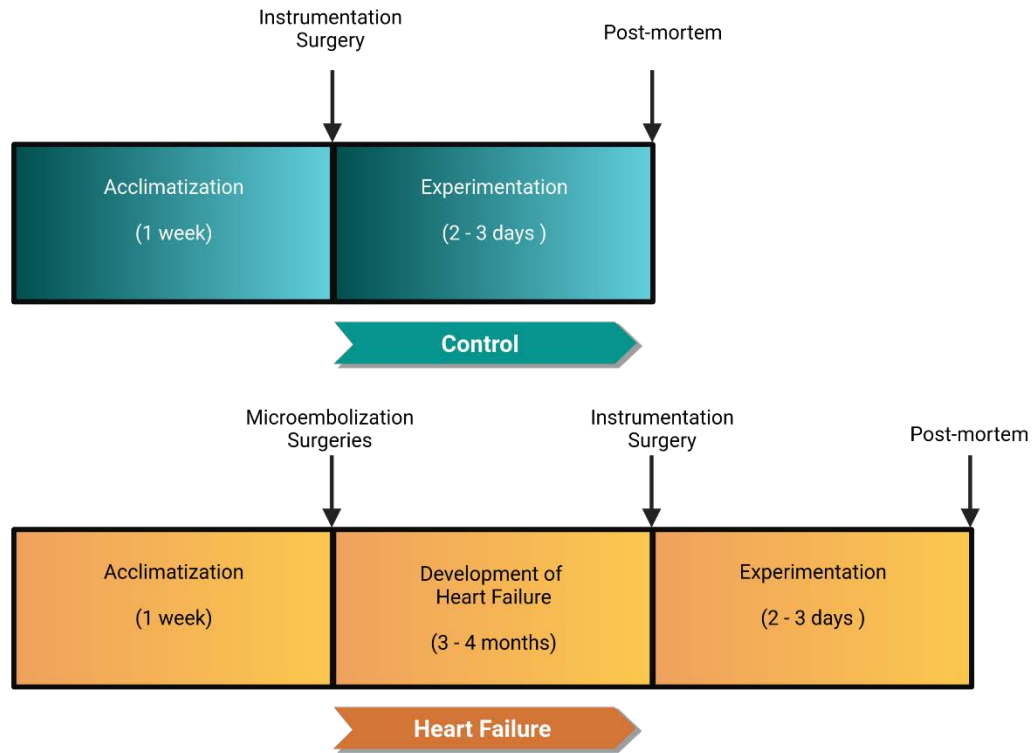 Instrumentation
Surgery
Post-mortem
Acclimatization
(1 week)
Experimentation
(2 - 3 days )
Control
Microembolization
Surgeries
Instrumentation
Surgery
Post-mortem
Acclimatization
(1 week)
Development of
Heart Failure
(3 - 4 months)
Experimentation
(2 - 3 days )
Heart Failure